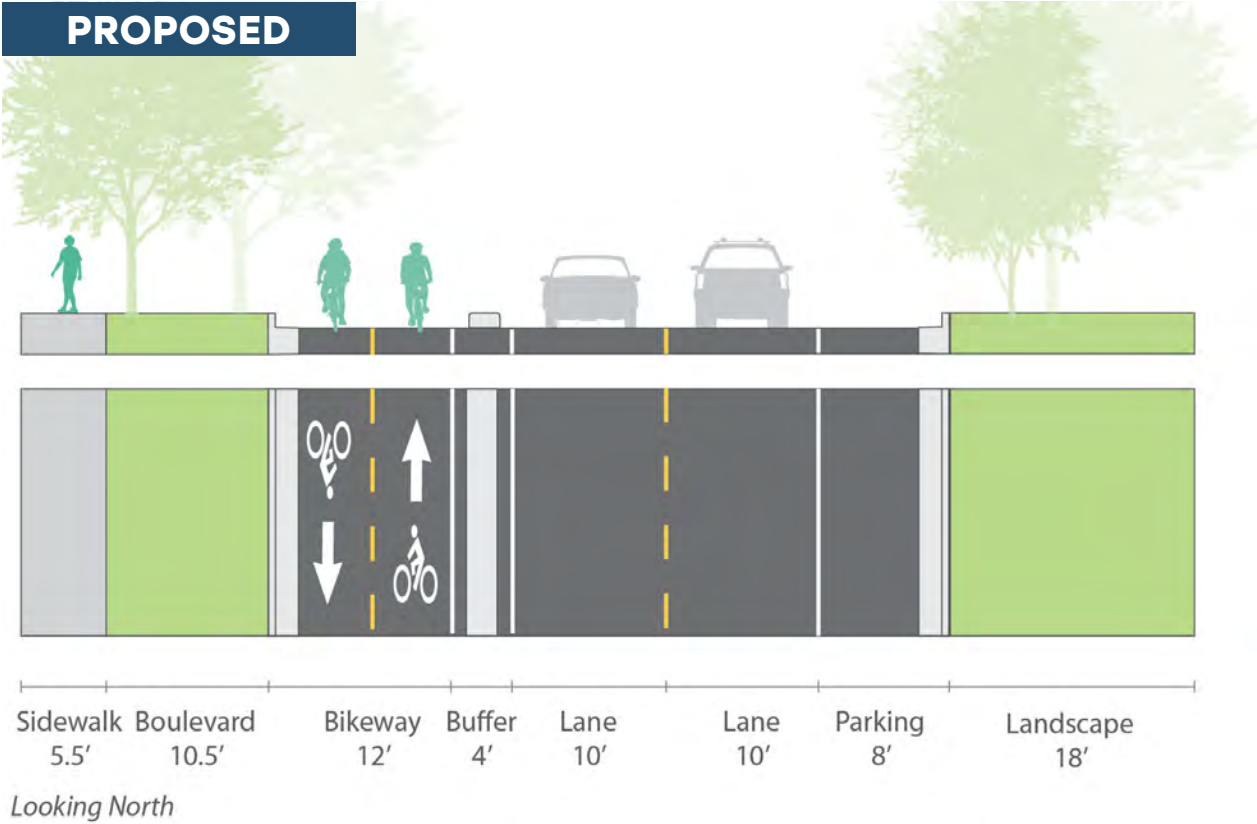 PROPOSED
Sidewalk Boulevard Bikeway Buffer Lane Lane Parking Landscape
5.5’ 10.5’ 12’ 4’ 10’ 10’ 8’ 18’
Looking North